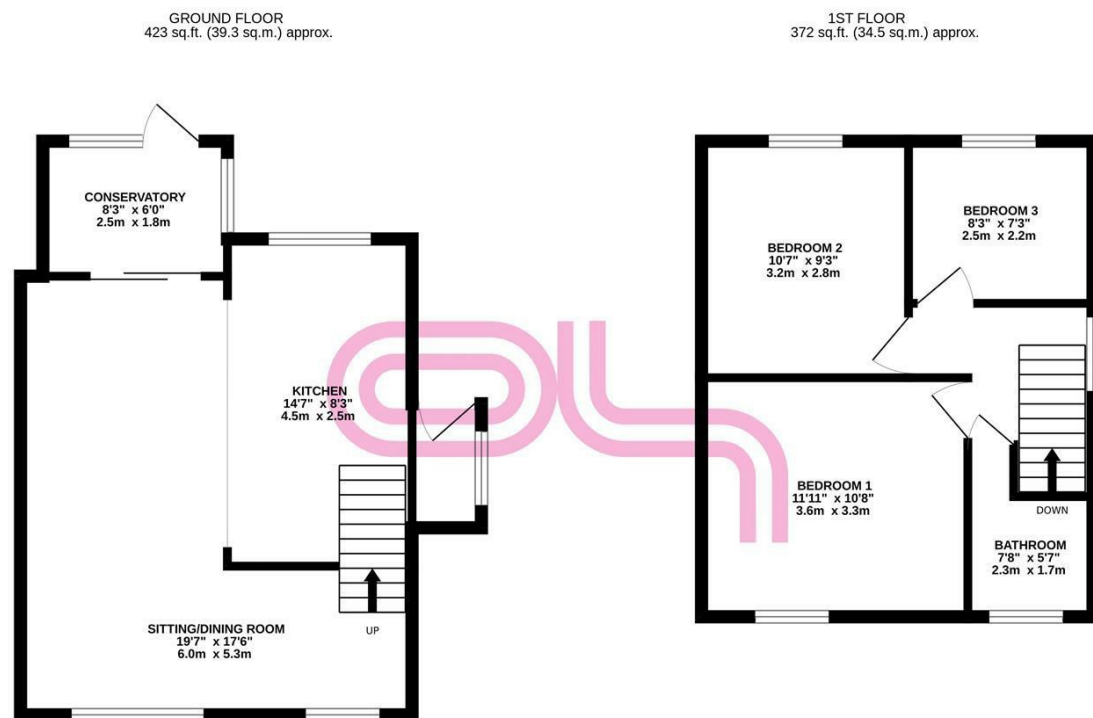 GROUND FLOOR
423 sq.ft. (39.3 sq.m.) approx.
1ST FLOOR
372 sq.ft. (34.5 sq.m.) approx.
CONSERVATORY
8'3" x 6'0"
2.5m x 1.8m
KITCHEN
14'7" x 8'3"
4.5m x 2.5m
SITTING/DINING ROOM
19'7" x 17'6"
6.0m x 5.3m
UP
BEDROOM 2
10'7" x 9'3"
3.2m x 2.8m
BEDROOM 3
8'3" x 7'3"
2.5m x 2.2m
BEDROOM 1
11'11" x 10'8"
3.6m x 3.3m
DOWN
BATHROOM
7'8" x 5'7"
2.3m x 1.7m